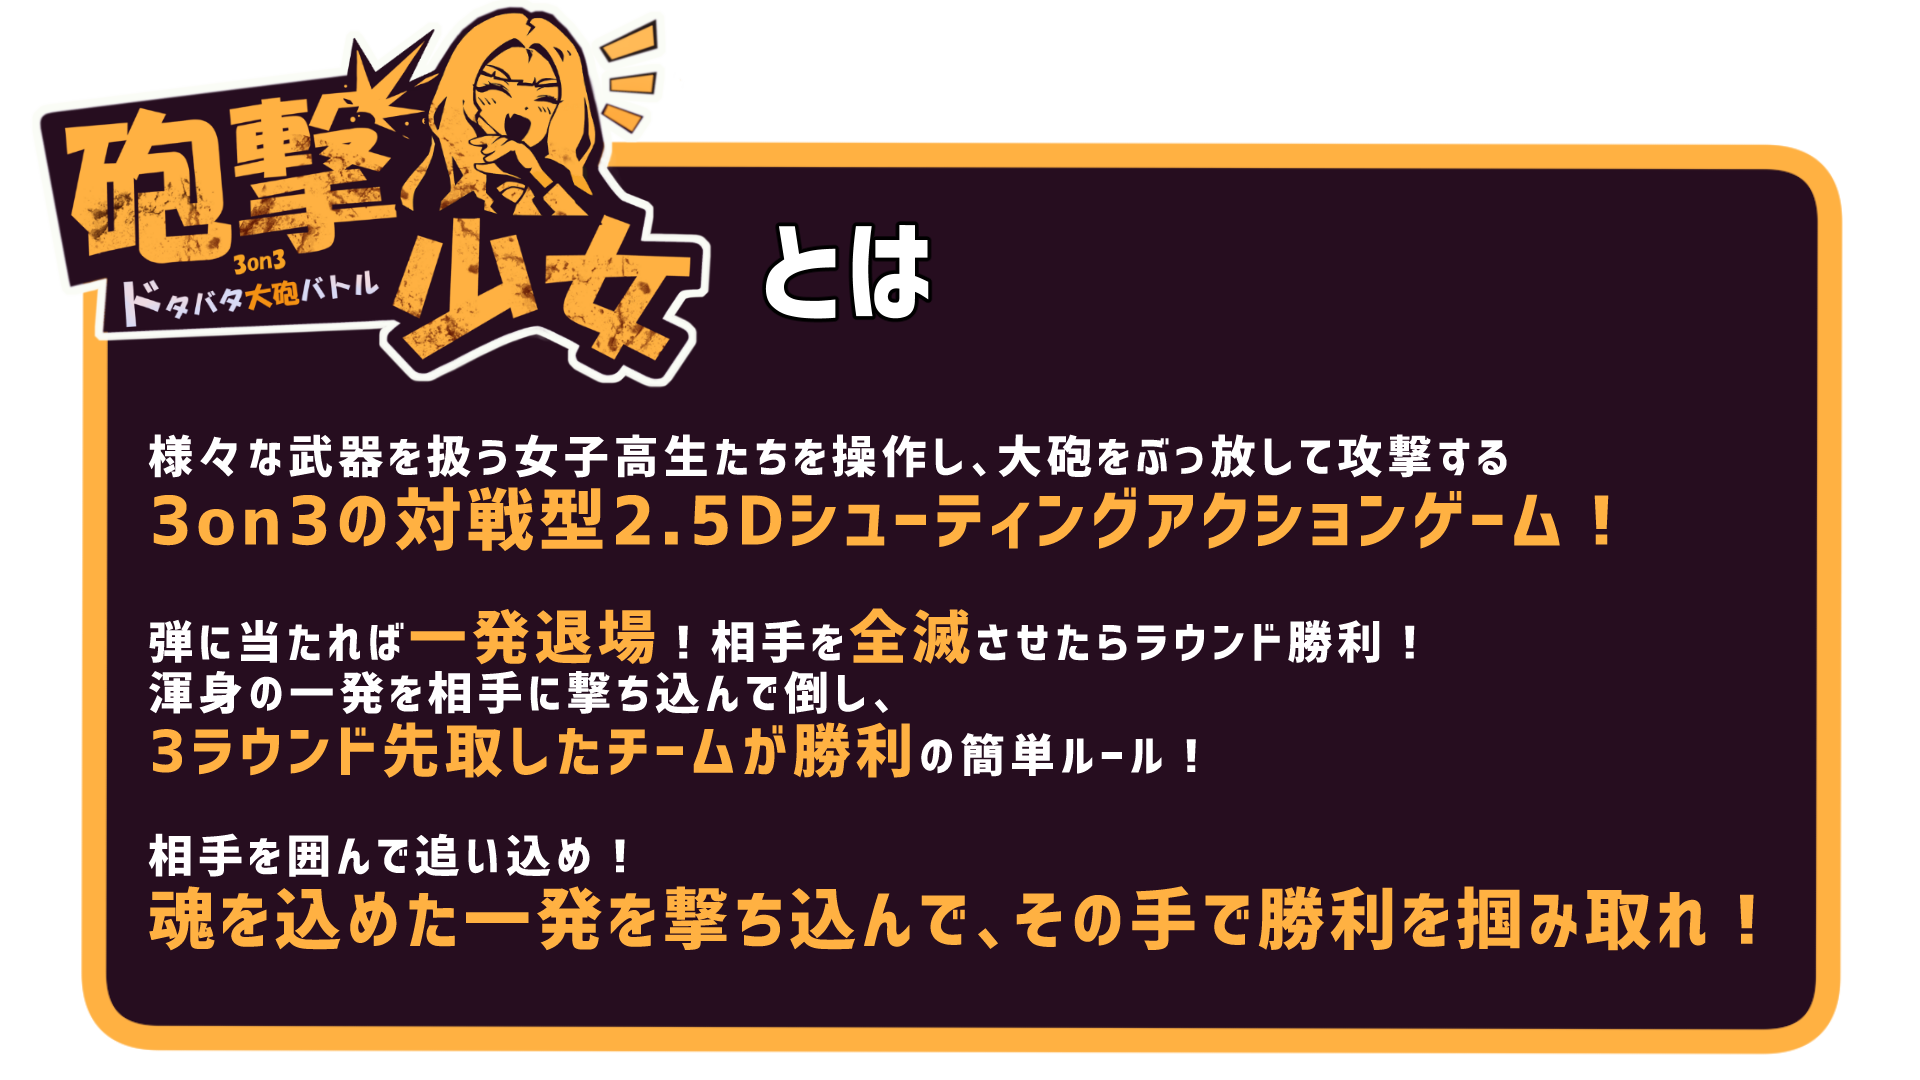 砲撃
少女
3on3
ドタバタ大砲バトル
とは
様々な武器を扱う女子高生たちを操作し、大砲をぶっ放して攻撃する
3on3の対戦型2.5Dシューティングアクションゲーム！
弾に当たれば一発退場！相手を全滅させたらラウンド勝利！
渾身の一発を相手に撃ち込んで倒し、
3ラウンド先取したチームが勝利の簡単ルール！
相手を囲んで追い込め！
魂を込めた一発を撃ち込んで、その手で勝利を掴み取れ！